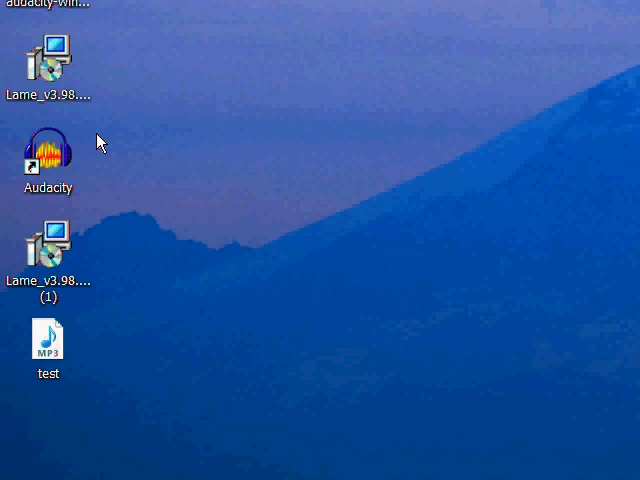 audacity-win...
Lame_v3.98....
Audacity
Lame_v3.98....
(1)
MP3
test